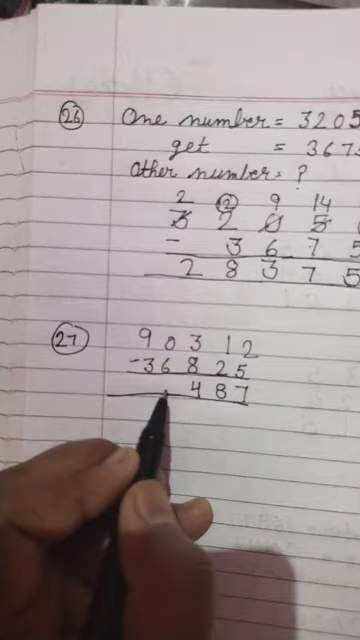 26 One number = 3205
get = 3675
Other number = ?
2 12 9 14
3 2 0 5
- 3 6 7 5
2 8 3 7 5
27 9 0 3 1 2
- 3 6 8 2 5
4 8 7